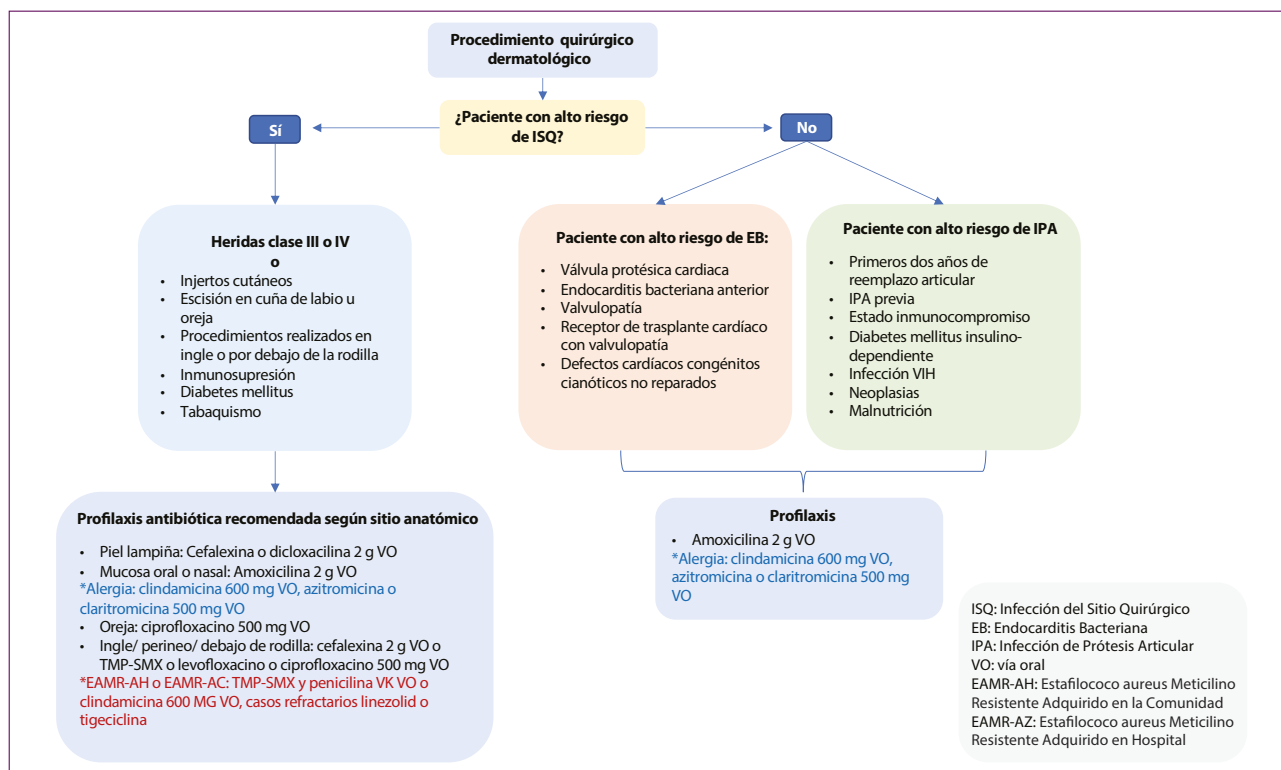 Procedimiento quirúrgico
dermatológico
¿Paciente con alto riesgo
de ISQ?
Sí
No
Heridas clase III o IV
o
• Injertos cutáneos
• Escisión en cuña de labio u
oreja
• Procedimientos realizados en
ingle o por debajo de la rodilla
• Inmunosupresión
• Diabetes mellitus
• Tabaquismo
Paciente con alto riesgo de EB:
• Válvula protésica cardiaca
• Endocarditis bacteriana anterior
• Valvulopatía
• Receptor de trasplante cardíaco
con valvulopatía
• Defectos cardíacos congénitos
cianóticos no reparados
Paciente con alto riesgo de IPA
• Primeros dos años de
reemplazo articular
• IPA previa
• Estado inmunocompromiso
• Diabetes mellitus insulino-
dependiente
• Infección VIH
• Neoplasias
• Malnutrición
Profilaxis antibiótica recomendada según sitio anatómico
• Piel lampiña: Cefalexina o dicloxacilina 2 g VO
• Mucosa oral o nasal: Amoxicilina 2 g VO
*Alergia: clindamicina 600 mg VO, azitromicina o
claritromicina 500 mg VO
• Oreja: ciprofloxacino 500 mg VO
• Ingle/ perineo/ debajo de rodilla: cefalexina 2 g VO o
TMP-SMX o levofloxacino o ciprofloxacino 500 mg VO
*EAMR-AH o EAMR-AC: TMP-SMX y penicilina VK VO o
clindamicina 600 MG VO, casos refractarios linezolid o
tigeciclina
Profilaxis
• Amoxicilina 2 g VO
*Alergia: clindamicina 600 mg VO,
azitromicina o claritromicina 500 mg
VO
ISQ: Infección del Sitio Quirúrgico
EB: Endocarditis Bacteriana
IPA: Infección de Prótesis Articular
VO: vía oral
EAMR-AH: Estafilococo aureus Meticilino
Resistente Adquirido en la Comunidad
EAMR-AZ: Estafilococo aureus Meticilino
Resistente Adquirido en Hospital